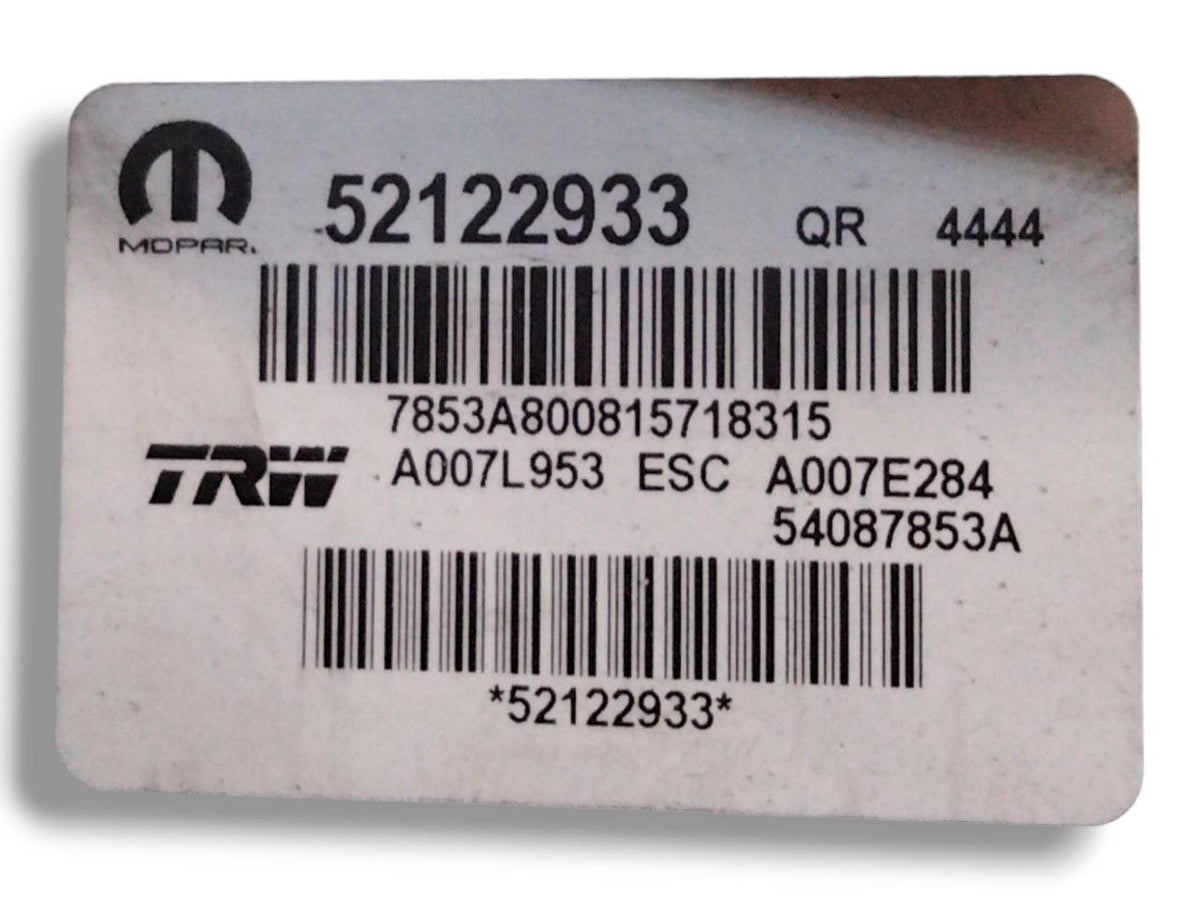 MOPAR.
52122933 QR 4444
7853A800815718315
TRW A007L953 ESC A007E284
54087853A
*52122933*